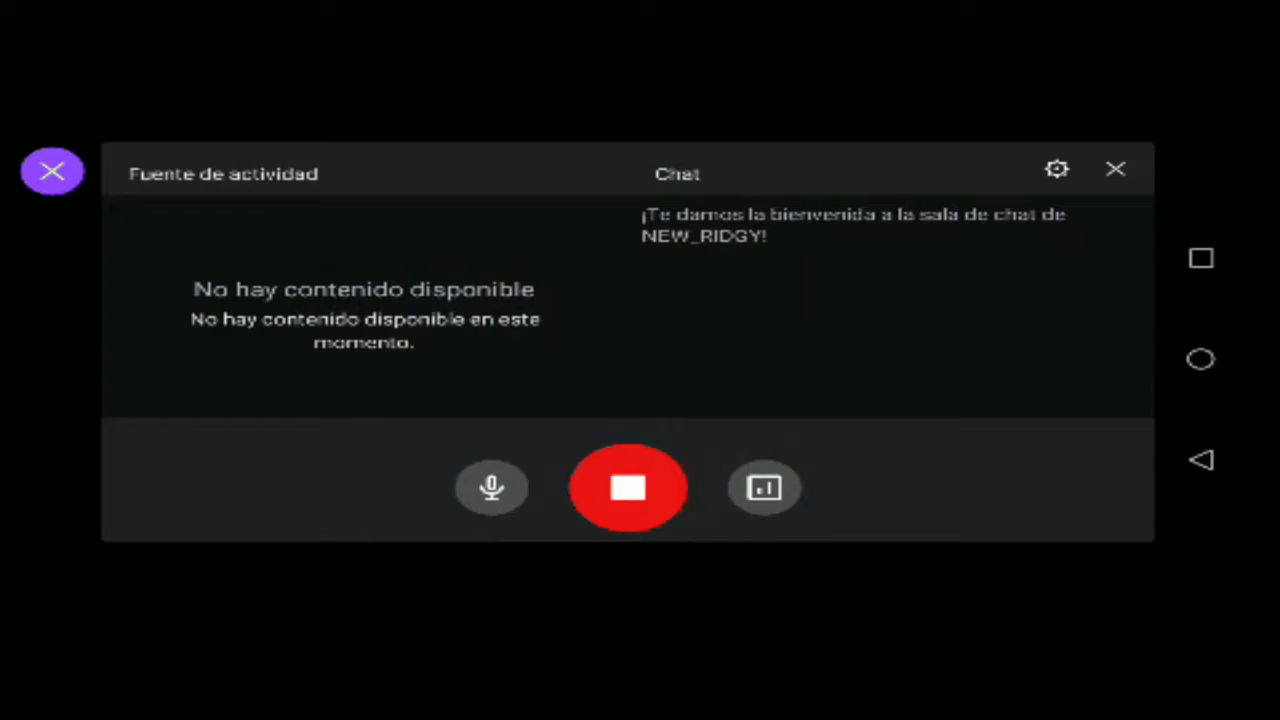 Fuente de actividad
Chat
¡Te damos la bienvenida a la sala de chat de
NEW_RIDGY!
No hay contenido disponible
No hay contenido disponible en este
momento.